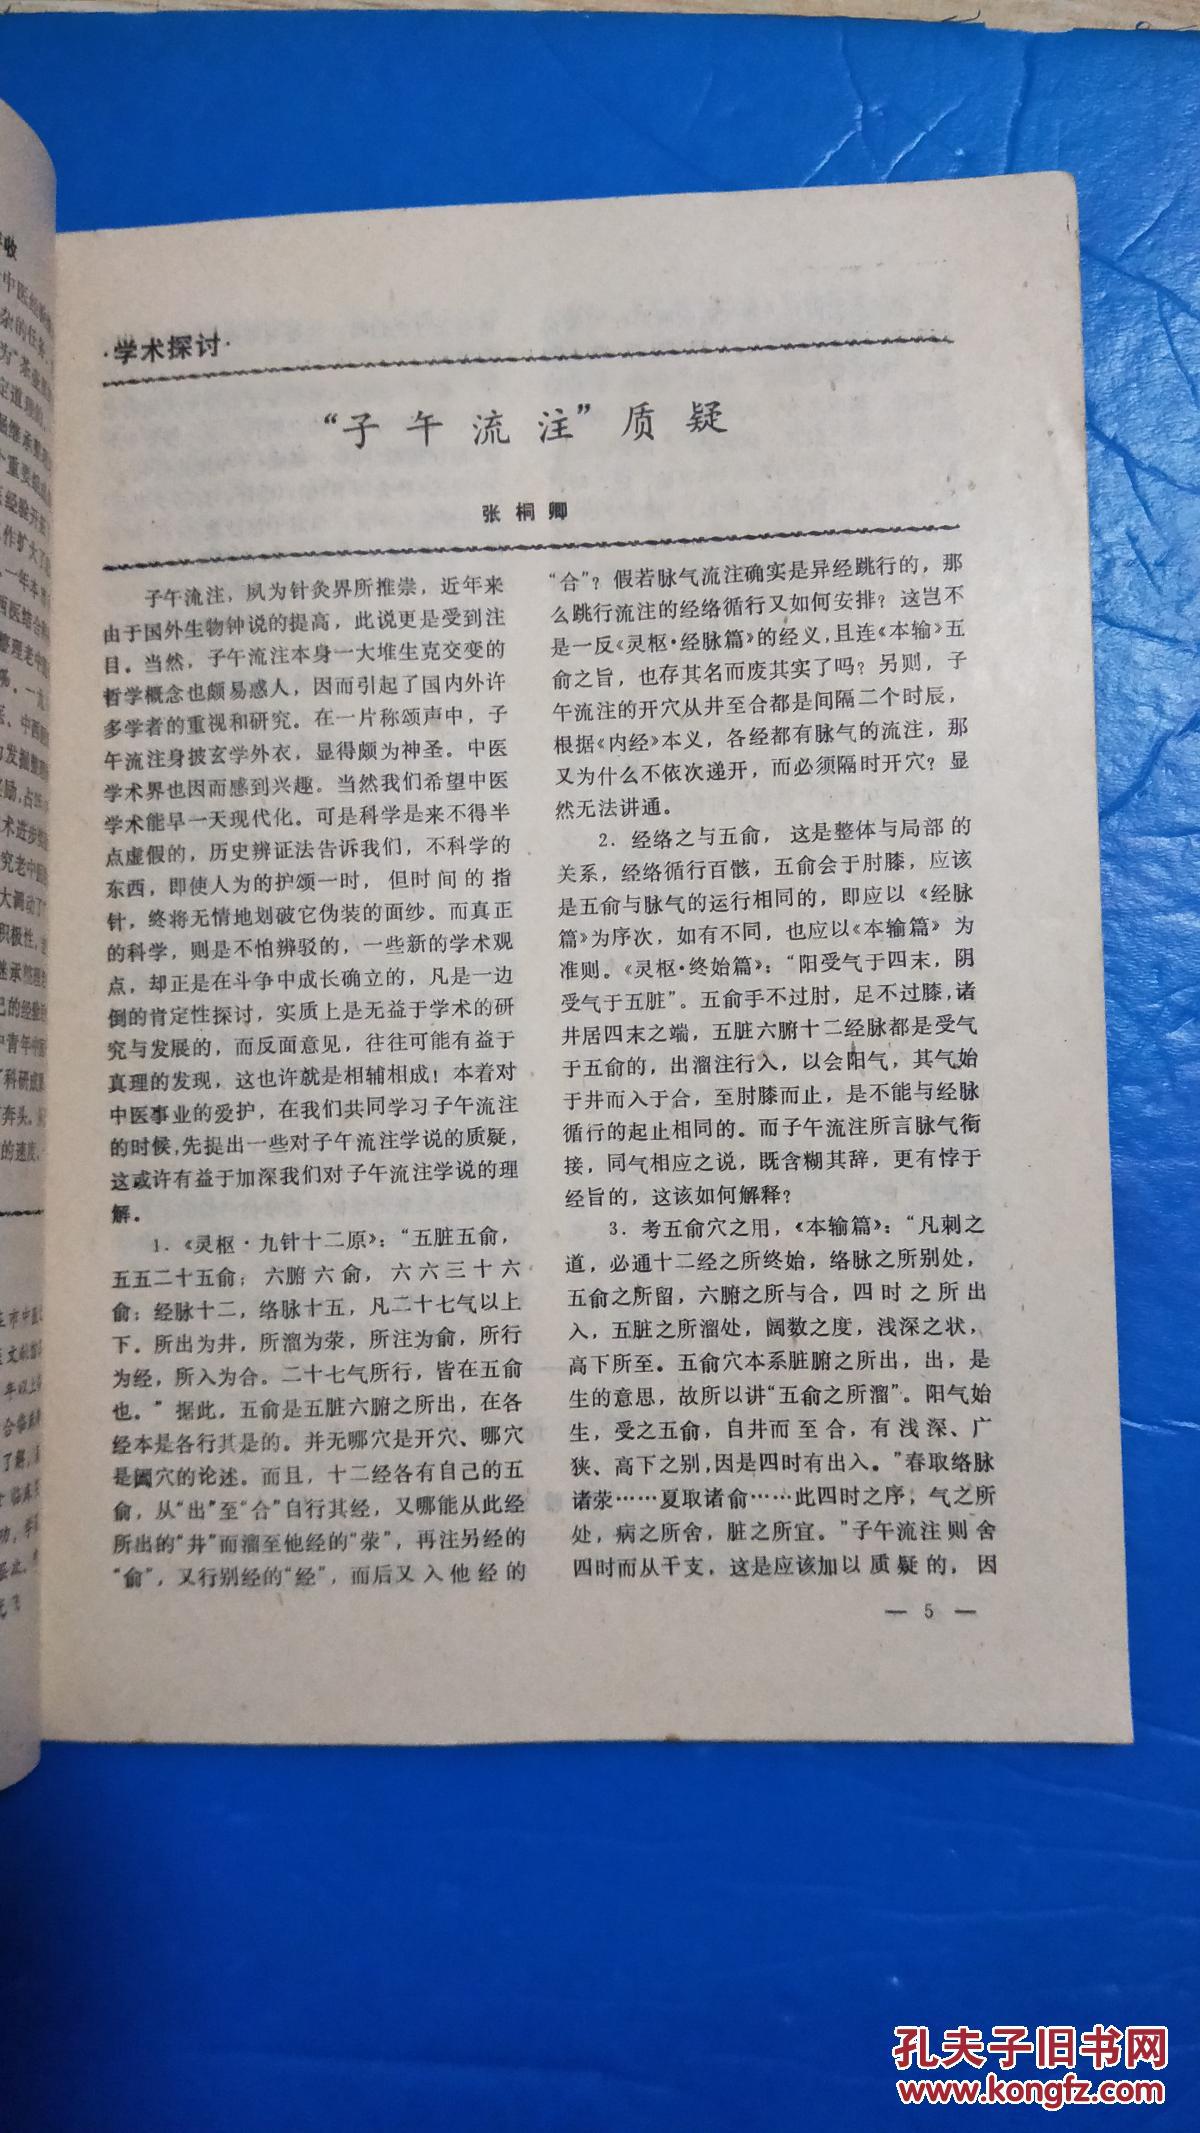 ·学术探讨·
“子午流注”质疑
张桐卿
子午流注，夙为针灸界所推崇，近年来
由于国外生物钟说的提高，此说更是受到注
目。当然，子午流注本身一大堆生克交变的
哲学概念也颇易惑人，因而引起了国内外许
多学者的重视和研究。在一片称颂声中，子
午流注身披玄学外衣，显得颇为神圣。中医
学术界也因而感到兴趣。当然我们希望中医
学术能早一天现代化。可是科学是来不得半
点虚假的，历史辨证法告诉我们，不科学的
东西，即使人为的护颂一时，但时间的指
针，终将无情地划破它伪装的面纱。而真正
的科学，则是不怕辨驳的，一些新的学术观
点，却正是在斗争中成长确立的，凡是一边
倒的肯定性探讨，实质上是无益于学术的研
究与发展的，而反面意见，往往可能有益于
真理的发现，这也许就是相辅相成！本着对
中医事业的爱护，在我们共同学习子午流注
的时候，先提出一些对子午流注学说的质疑，
这或许有益于加深我们对子午流注学说的理
解。
1．《灵枢·九针十二原》：“五脏五俞，
五五二十五俞；六腑六俞，六六三十六
俞；经脉十二，络脉十五，凡二十七气以上
下。所出为井，所溜为荥，所注为俞，所行
为经，所入为合。二十七气所行，皆在五俞
也。”据此，五俞是五脏六腑之所出，在各
经本是各行其是的。并无哪穴是开穴、哪穴
是阖穴的论述。而且，十二经各有自己的五
俞，从“出”至“合”自行其经，又哪能从此经
所出的“井”而溜至他经的“荥”，再注另经的
“俞”，又行别经的“经”，而后又入他经的
“合”？假若脉气流注确实是异经跳行的，那
么跳行流注的经络循行又如何安排？这岂不
是一反《灵枢·经脉篇》的经义，且连《本输》五
俞之旨，也存其名而废其实了吗？另则，子
午流注的开穴从井至合都是间隔二个时辰，
根据《内经》本义，各经都有脉气的流注，那
又为什么不依次递开，而必须隔时开穴？显
然无法讲通。
2．经络之与五俞，这是整体与局部的
关系，经络循行百骸，五俞会于肘膝，应该
是五俞与脉气的运行相同的，即应以《经脉
篇》为序次，如有不同，也应以《本输篇》为
准则。《灵枢·终始篇》：“阳受气于四末，阴
受气于五脏”。五俞手不过肘，足不过膝，诸
井居四末之端，五脏六腑十二经脉都是受气
于五俞的，出溜注行入，以会阳气，其气始
于井而入于合，至肘膝而止，是不能与经脉
循行的起止相同的。而子午流注所言脉气衔
接，同气相应之说，既含糊其辞，更有悖于
经旨的，这该如何解释？
3．考五俞穴之用，《本输篇》：“凡刺之
道，必通十二经之所终始，络脉之所别处，
五俞之所留，六腑之所与合，四时之所出
入，五脏之所溜处，阔数之度，浅深之状，
高下所至。五俞穴本系脏腑之所出，出，是
生的意思，故所以讲“五俞之所溜”。阳气始
生，受之五俞，自井而至合，有浅深、广
狭、高下之别，因是四时有出入。”春取络脉
诸荥……夏取诸俞……此四时之序；气之所
处，病之所舍，脏之所宜。”子午流注则舍
四时而从干支，这是应该加以质疑的，因
— 5 —
孔夫子旧书网
www.kongfz.com